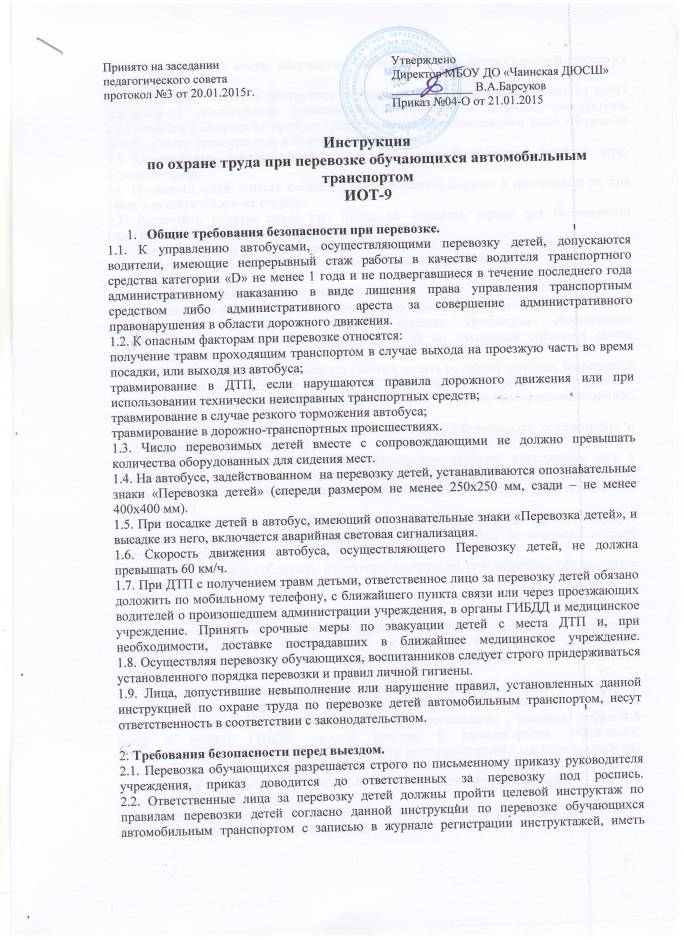 Принято на заседании
педагогического совета
протокол №3 от 20.01.2015г.
Утверждено
Директор МБОУ ДО «Чаинская ДЮСШ»
В.А.Барсуков
Приказ №04-О от 21.01.2015
Инструкция
по охране труда при перевозке обучающихся автомобильным
транспортом
ИОТ-9
1. Общие требования безопасности при перевозке.
1.1. К управлению автобусами, осуществляющими перевозку детей, допускаются
водители, имеющие непрерывный стаж работы в качестве водителя транспортного
средства категории «D» не менее 1 года и не подвергавшиеся в течение последнего года
административному наказанию в виде лишения права управления транспортным
средством либо административного ареста за совершение административного
правонарушения в области дорожного движения.
1.2. К опасным факторам при перевозке относятся:
получение травм проходящим транспортом в случае выхода на проезжую часть во время
посадки, или выхода из автобуса;
травмирование в ДТП, если нарушаются правила дорожного движения или при
использовании технически неисправных транспортных средств;
травмирование в случае резкого торможения автобуса;
травмирование в дорожно-транспортных происшествиях.
1.3. Число перевозимых детей вместе с сопровождающими не должно превышать
количества оборудованных для сидения мест.
1.4. На автобусе, задействованном на перевозку детей, устанавливаются опознавательные
знаки «Перевозка детей» (спереди размером не менее 250х250 мм, сзади – не менее
400х400 мм).
1.5. При посадке детей в автобус, имеющий опознавательные знаки «Перевозка детей», и
высадке из него, включается аварийная световая сигнализация.
1.6. Скорость движения автобуса, осуществляющего Перевозку детей, не должна
превышать 60 км/ч.
1.7. При ДТП с получением травм детьми, ответственное лицо за перевозку детей обязано
доложить по мобильному телефону, с ближайшего пункта связи или через проезжающих
водителей о произошедшем администрации учреждения, в органы ГИБДД и медицинское
учреждение. Принять срочные меры по эвакуации детей с места ДТП и, при
необходимости, доставке пострадавших в ближайшее медицинское учреждение.
1.8. Осуществляя перевозку обучающихся, воспитанников следует строго придерживаться
установленного порядка перевозки и правил личной гигиены.
1.9. Лица, допустившие невыполнение или нарушение правил, установленных данной
инструкцией по охране труда по перевозке детей автомобильным транспортом, несут
ответственность в соответствии с законодательством.
2. Требования безопасности перед выездом.
2.1. Перевозка обучающихся разрешается строго по письменному приказу руководителя
учреждения, приказ доводится до ответственных за перевозку под роспись.
2.2. Ответственные лица за перевозку детей должны пройти целевой инструктаж по
правилам перевозки детей согласно данной инструкции по перевозке обучающихся
автомобильным транспортом с записью в журнале регистрации инструктажей, иметь